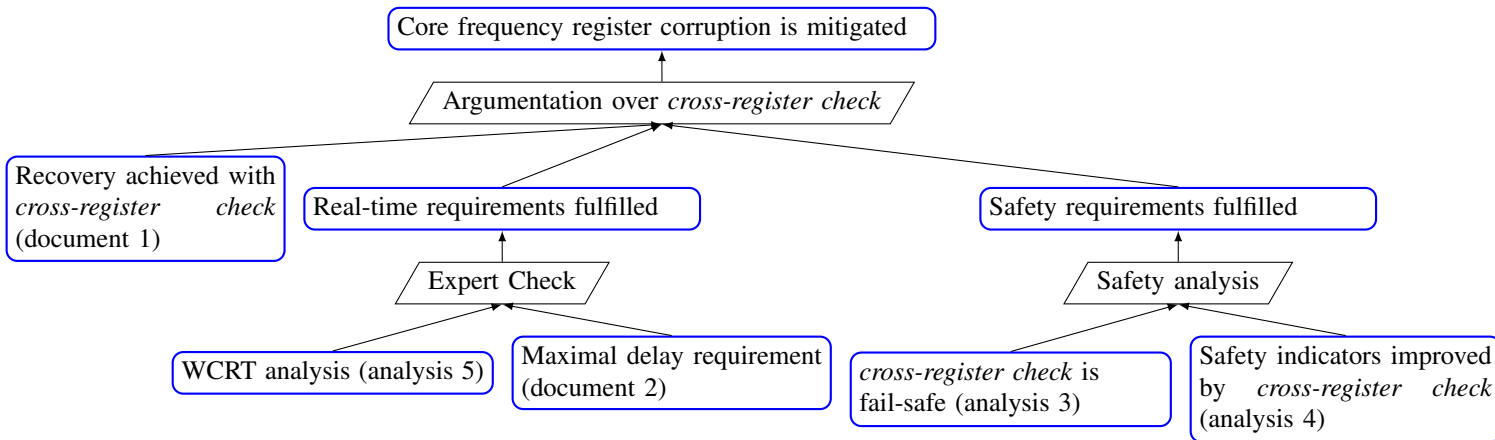 Core frequency register corruption is mitigated
Argumentation over cross-register check
Recovery achieved with
cross-register check
(document 1)
Real-time requirements fulfilled
Safety requirements fulfilled
Expert Check
Safety analysis
WCRT analysis (analysis 5)
Maximal delay requirement
(document 2)
cross-register check is
fail-safe (analysis 3)
Safety indicators improved
by cross-register check
(analysis 4)